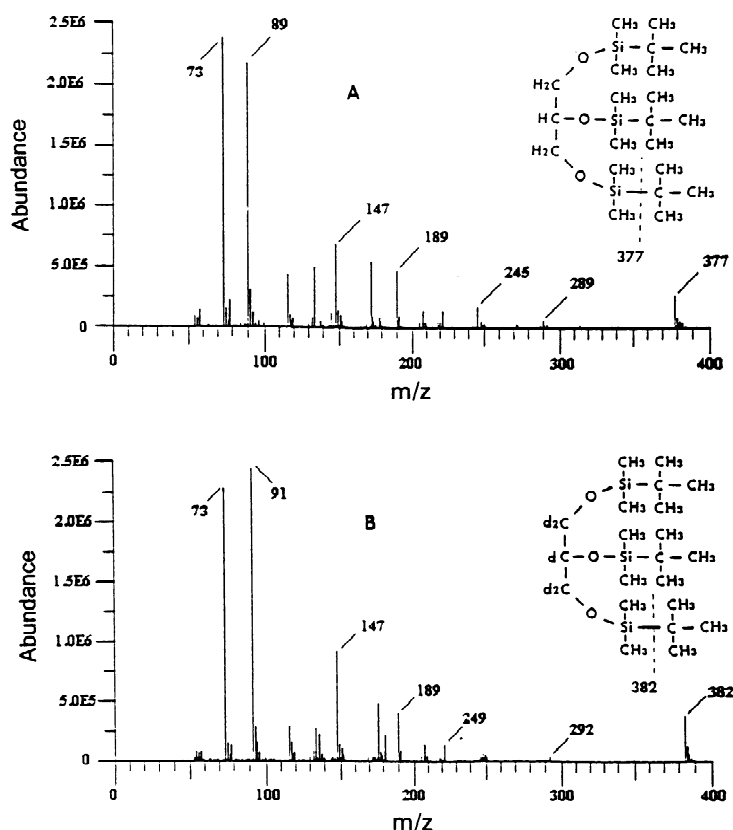 2.5E6
89
73
2.0E6
A
1.5E6
Abundance
1.0E6
147
189
5.0E5
245
289
377
0
0 100 200 300 400
m/z
CH₃ CH₃
O Si C CH₃
CH₃ CH₃
H₂C
CH₃ CH₃
HC O Si C CH₃
CH₃ CH₃
H₂C
CH₃ CH₃
O Si C CH₃
CH₃ CH₃
377
2.5E6
91
73
2.0E6
B
1.5E6
Abundance
1.0E6
147
189
5.0E5
249
292
382
0
0 100 200 300 400
m/z
CH₃ CH₃
O Si C CH₃
CH₃ CH₃
d₂C
CH₃ CH₃
d C O Si C CH₃
CH₃ CH₃
d₂C
CH₃ CH₃
O Si C CH₃
CH₃ CH₃
382